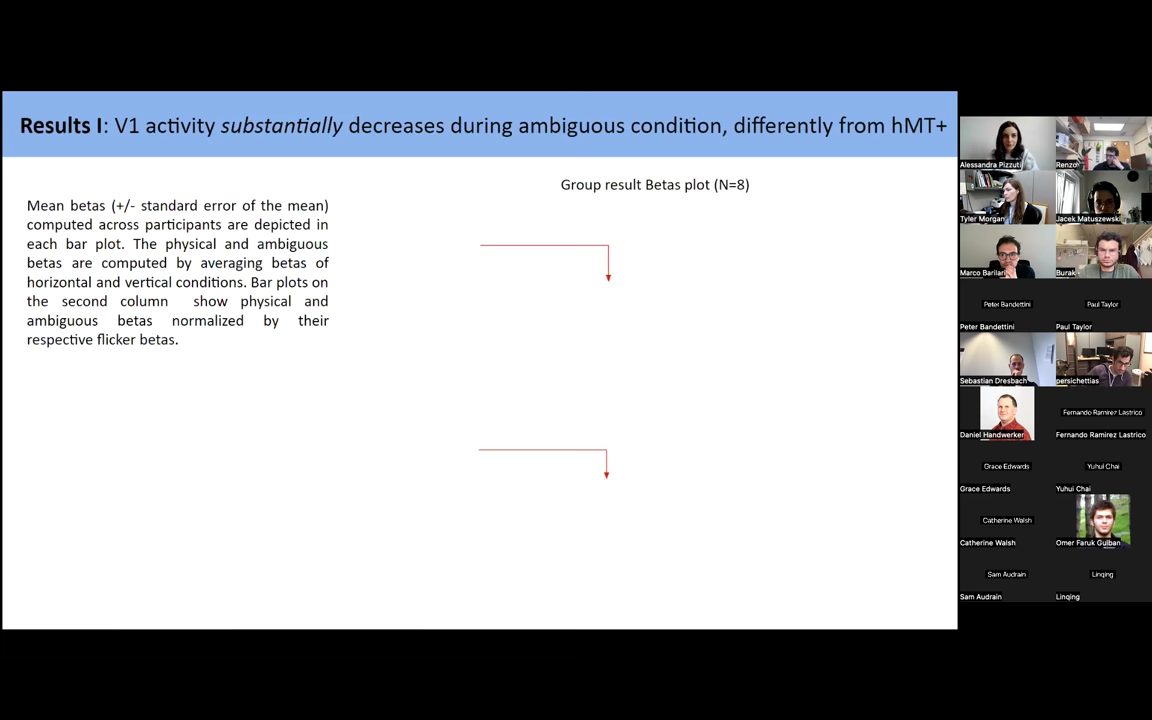 Results I: V1 activity substantially decreases during ambiguous condition, differently from hMT+
Group result Betas plot (N=8)
Mean betas (+/- standard error of the mean)
computed across participants are depicted in
each bar plot. The physical and ambiguous
betas are computed by averaging betas of
horizontal and vertical conditions. Bar plots on
the second column show physical and
ambiguous betas normalized by their
respective flicker betas.
Alessandra Pizzuti
Renzo
Tyler Morgan
Jacek Matuszewski
Marco Barilari
Burak
Peter Bandettini
Paul Taylor
Peter Bandettini
Paul Taylor
Sebastian Dresbach
persichettias
Fernando Ramirez Lastrico
Daniel Handwerker
Fernando Ramirez Lastrico
Grace Edwards
Yuhui Chai
Grace Edwards
Yuhui Chai
Catherine Walsh
Catherine Walsh
Omer Faruk Gulban
Sam Audrain
Linqing
Sam Audrain
Linqing